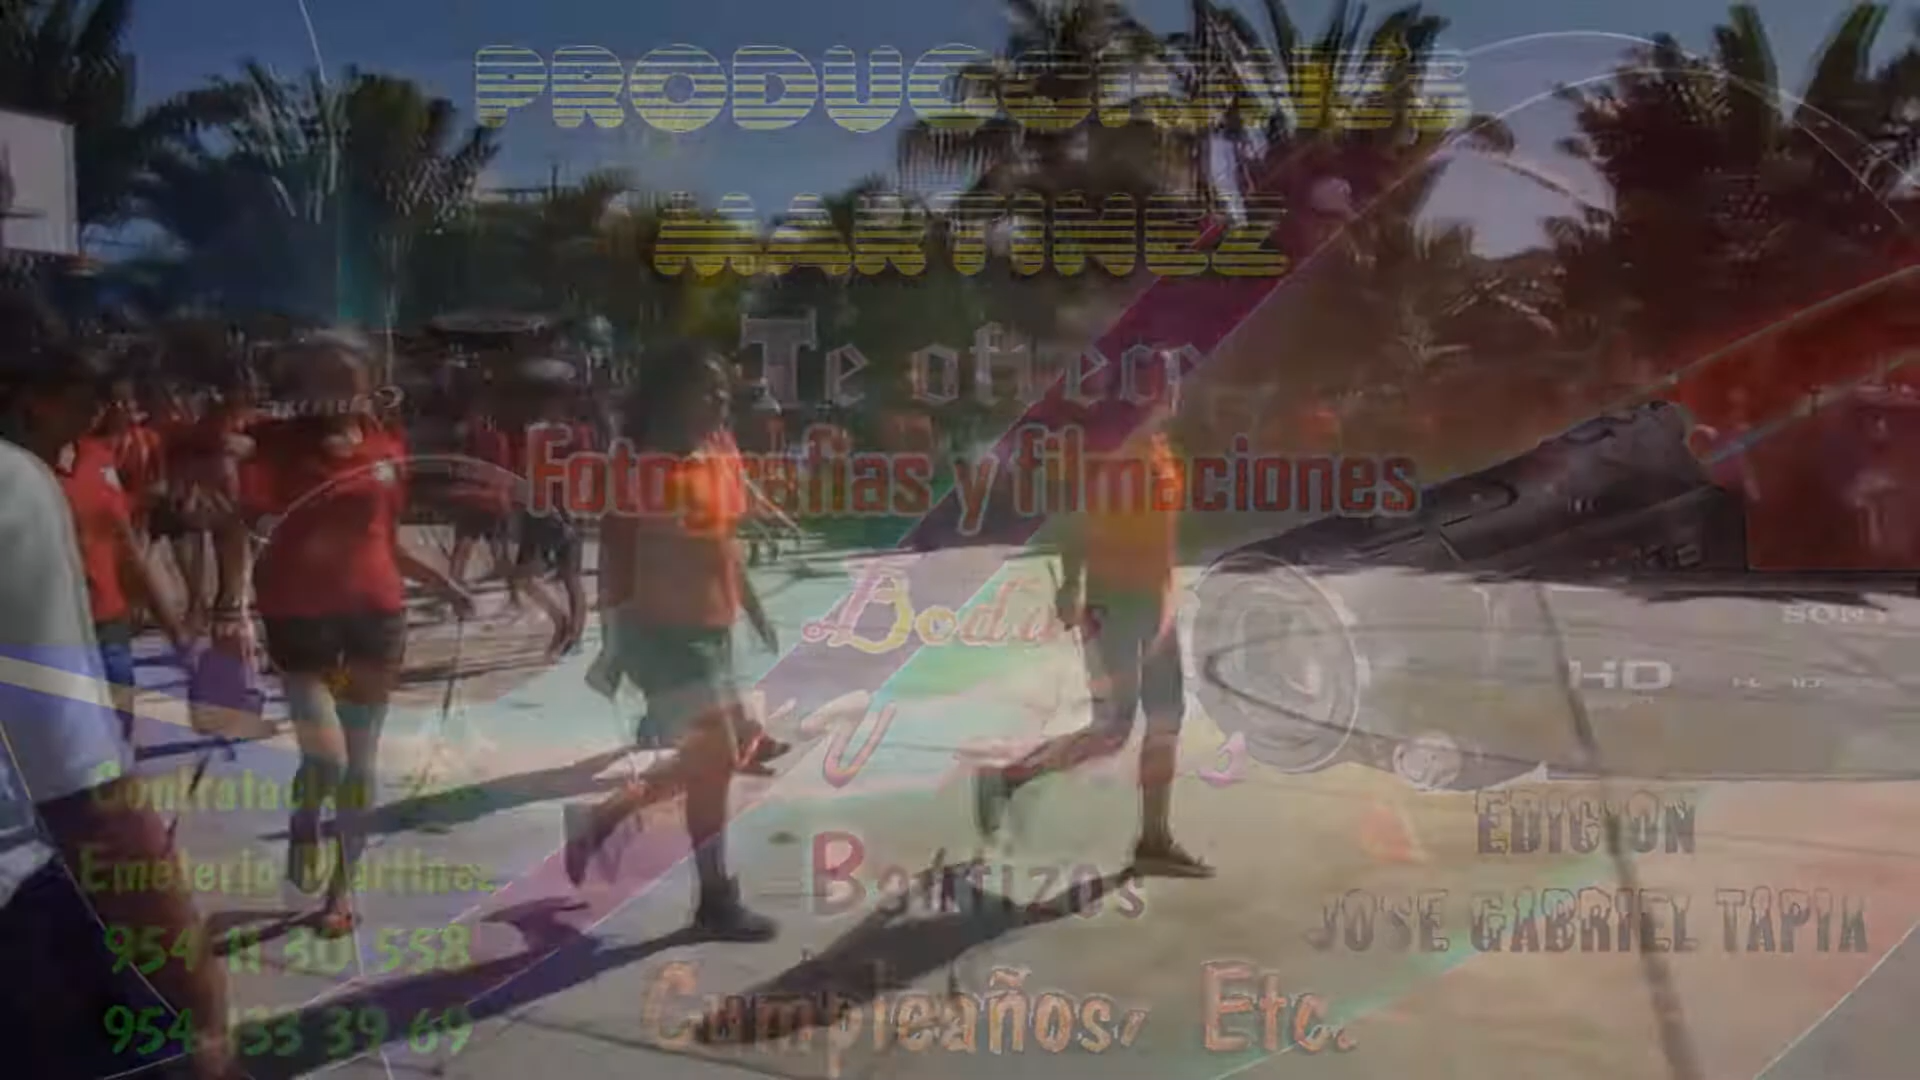 PRODUCCIONES
MARTINEZ
Te ofrece
Fotografias y filmaciones
Bodas
XV
Bautizos
Cumpleaños, Etc.
Contratacion
Emeterio Martinez
954 11 30 558
954 133 39 69
SONY
HD
EDICION
JOSE GABRIEL TAPIA